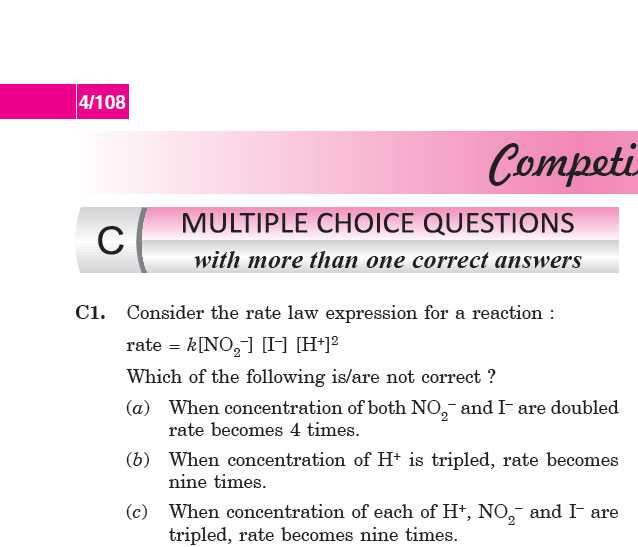 4/108
Competi
C
MULTIPLE CHOICE QUESTIONS
with more than one correct answers
C1. Consider the rate law expression for a reaction :
rate = k[NO₂⁻] [I⁻] [H⁺]²
Which of the following is/are not correct ?
(a) When concentration of both NO₂⁻ and I⁻ are doubled
rate becomes 4 times.
(b) When concentration of H⁺ is tripled, rate becomes
nine times.
(c) When concentration of each of H⁺, NO₂⁻ and I⁻ are
tripled, rate becomes nine times.